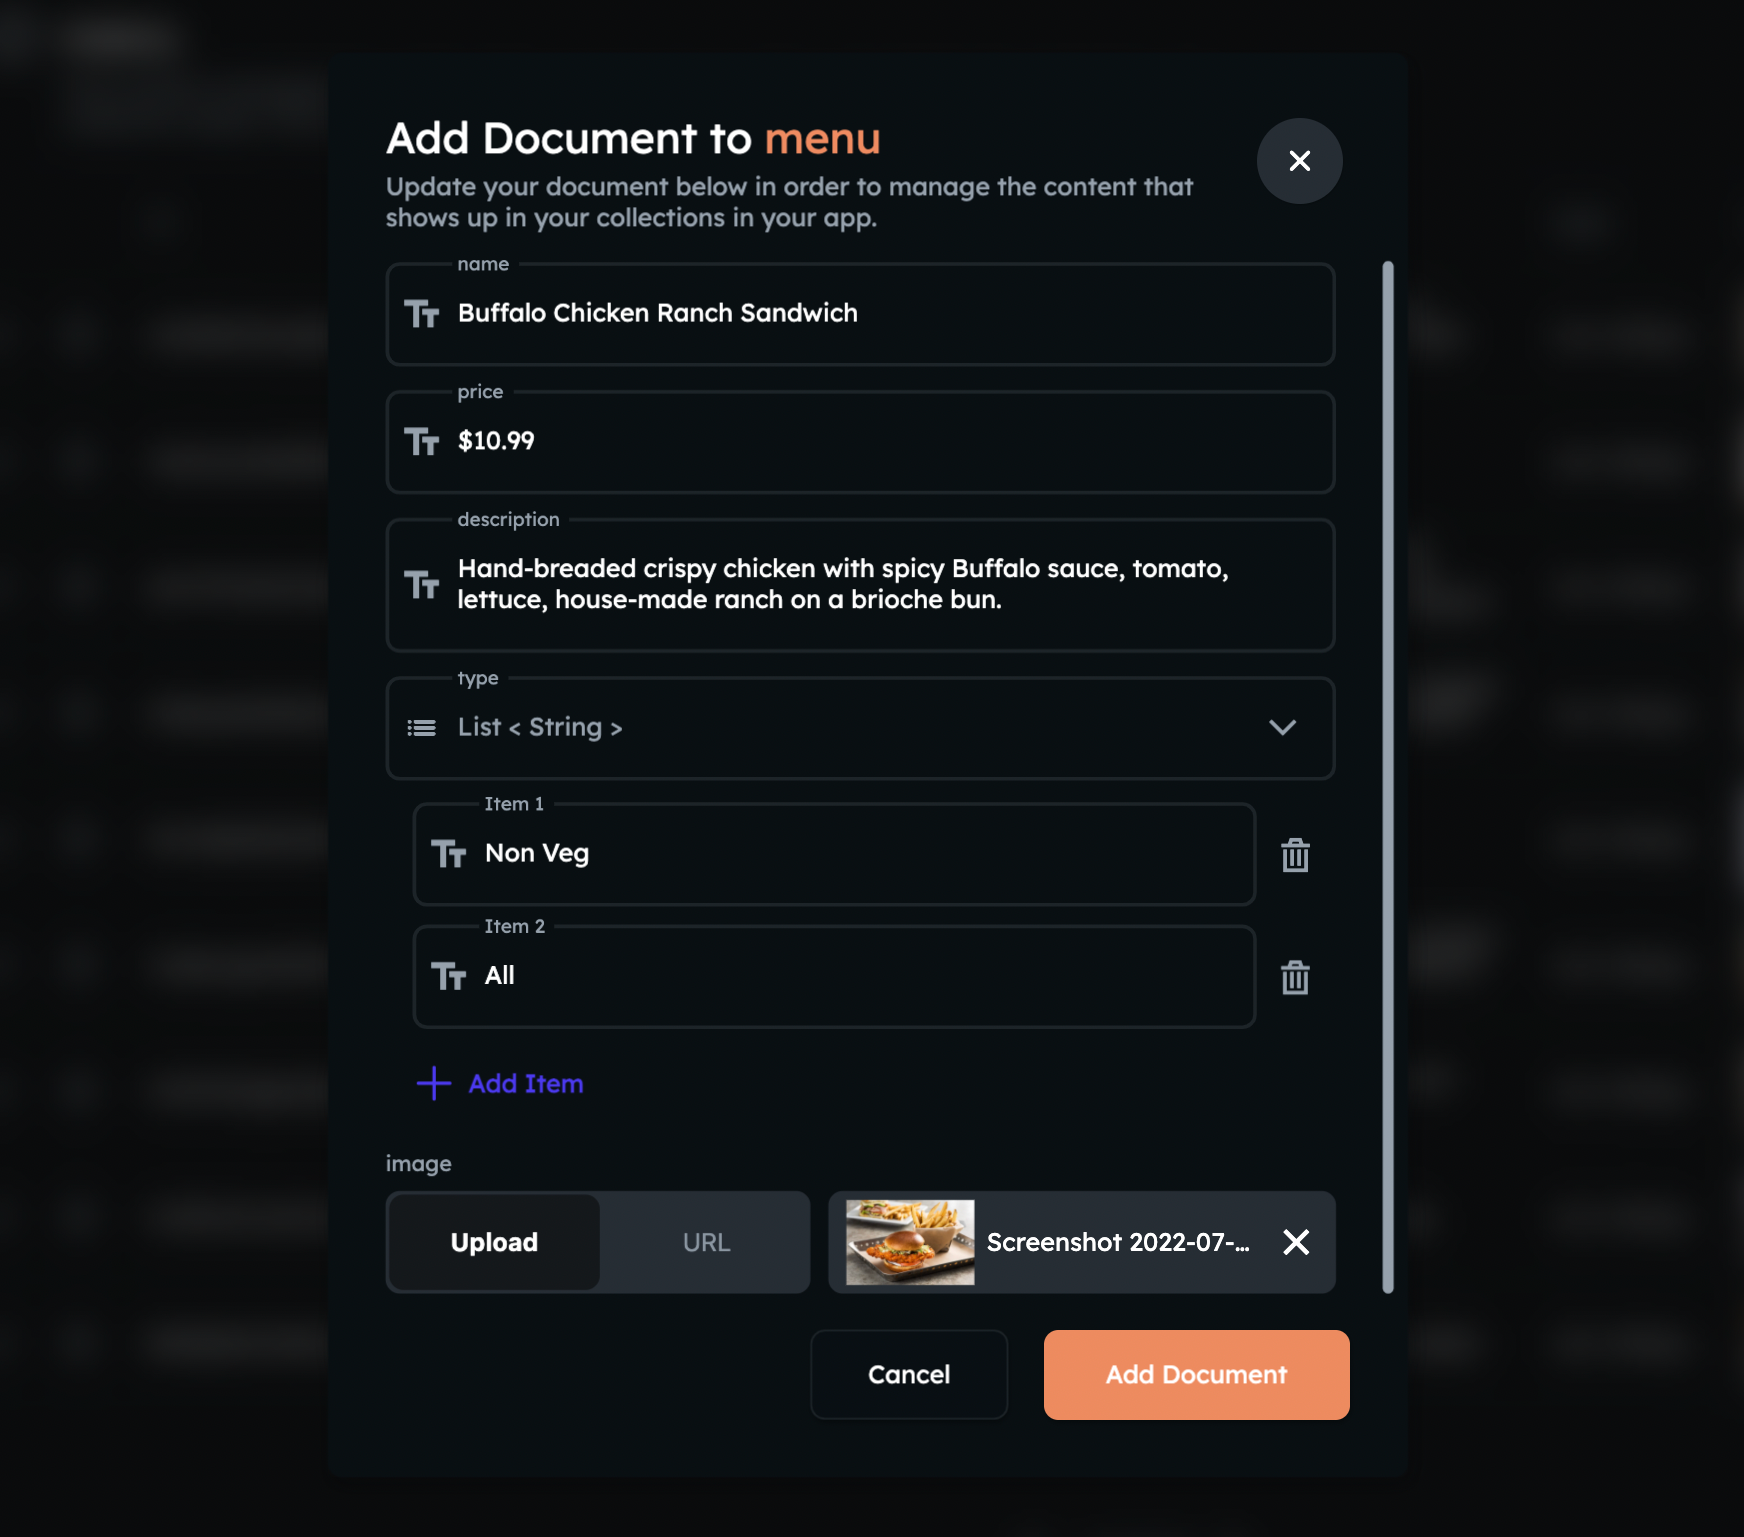 Add Document to menu
Update your document below in order to manage the content that
shows up in your collections in your app.
name
Buffalo Chicken Ranch Sandwich
price
$10.99
description
Hand-breaded crispy chicken with spicy Buffalo sauce, tomato,
lettuce, house-made ranch on a brioche bun.
type
List < String >
Item 1
Non Veg
Item 2
All
Add Item
image
Upload
URL
Screenshot 2022-07-...
Cancel
Add Document